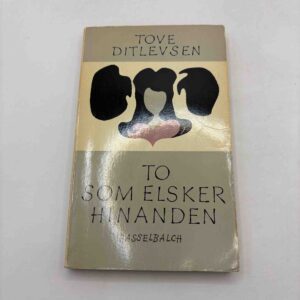 TOVE
DITLEVSEN
TO
SOM ELSKER
HINANDEN
HASSELBALCH